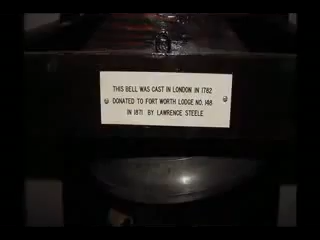 THIS BELL WAS CAST IN LONDON IN 1782
DONATED TO FORT WORTH LODGE NO. 148
IN 1871 BY LAWRENCE STEELE